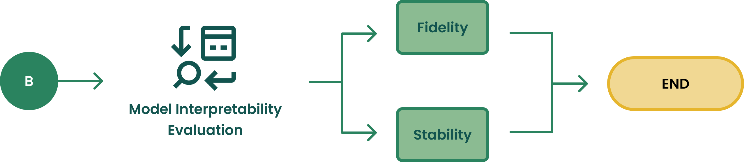 B
Model Interpretability
Evaluation
Fidelity
Stability
END